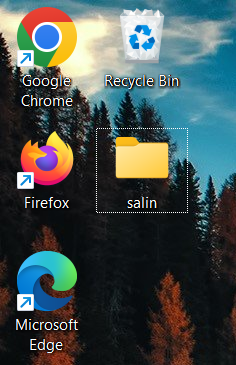 Google
Chrome
Recycle Bin
Firefox
salin
Microsoft
Edge